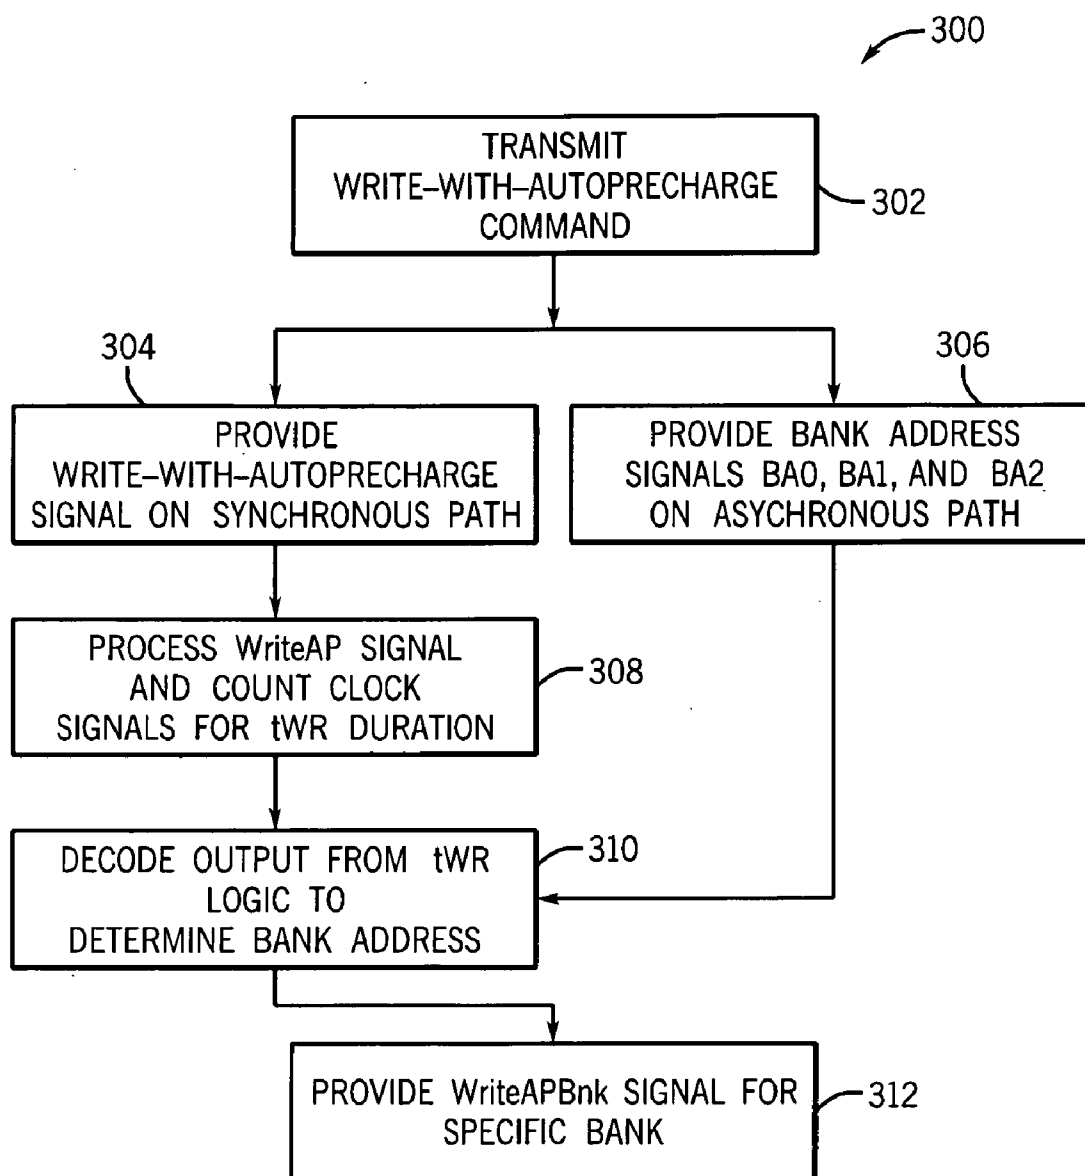 300
TRANSMIT
WRITE–WITH–AUTOPRECHARGE
COMMAND
302
304
306
PROVIDE
WRITE–WITH–AUTOPRECHARGE
SIGNAL ON SYNCHRONOUS PATH
PROVIDE BANK ADDRESS
SIGNALS BA0, BA1, AND BA2
ON ASYCHRONOUS PATH
PROCESS WriteAP SIGNAL
AND COUNT CLOCK
SIGNALS FOR tWR DURATION
308
DECODE OUTPUT FROM tWR
LOGIC TO
DETERMINE BANK ADDRESS
310
PROVIDE WriteAPBnk SIGNAL FOR
SPECIFIC BANK
312